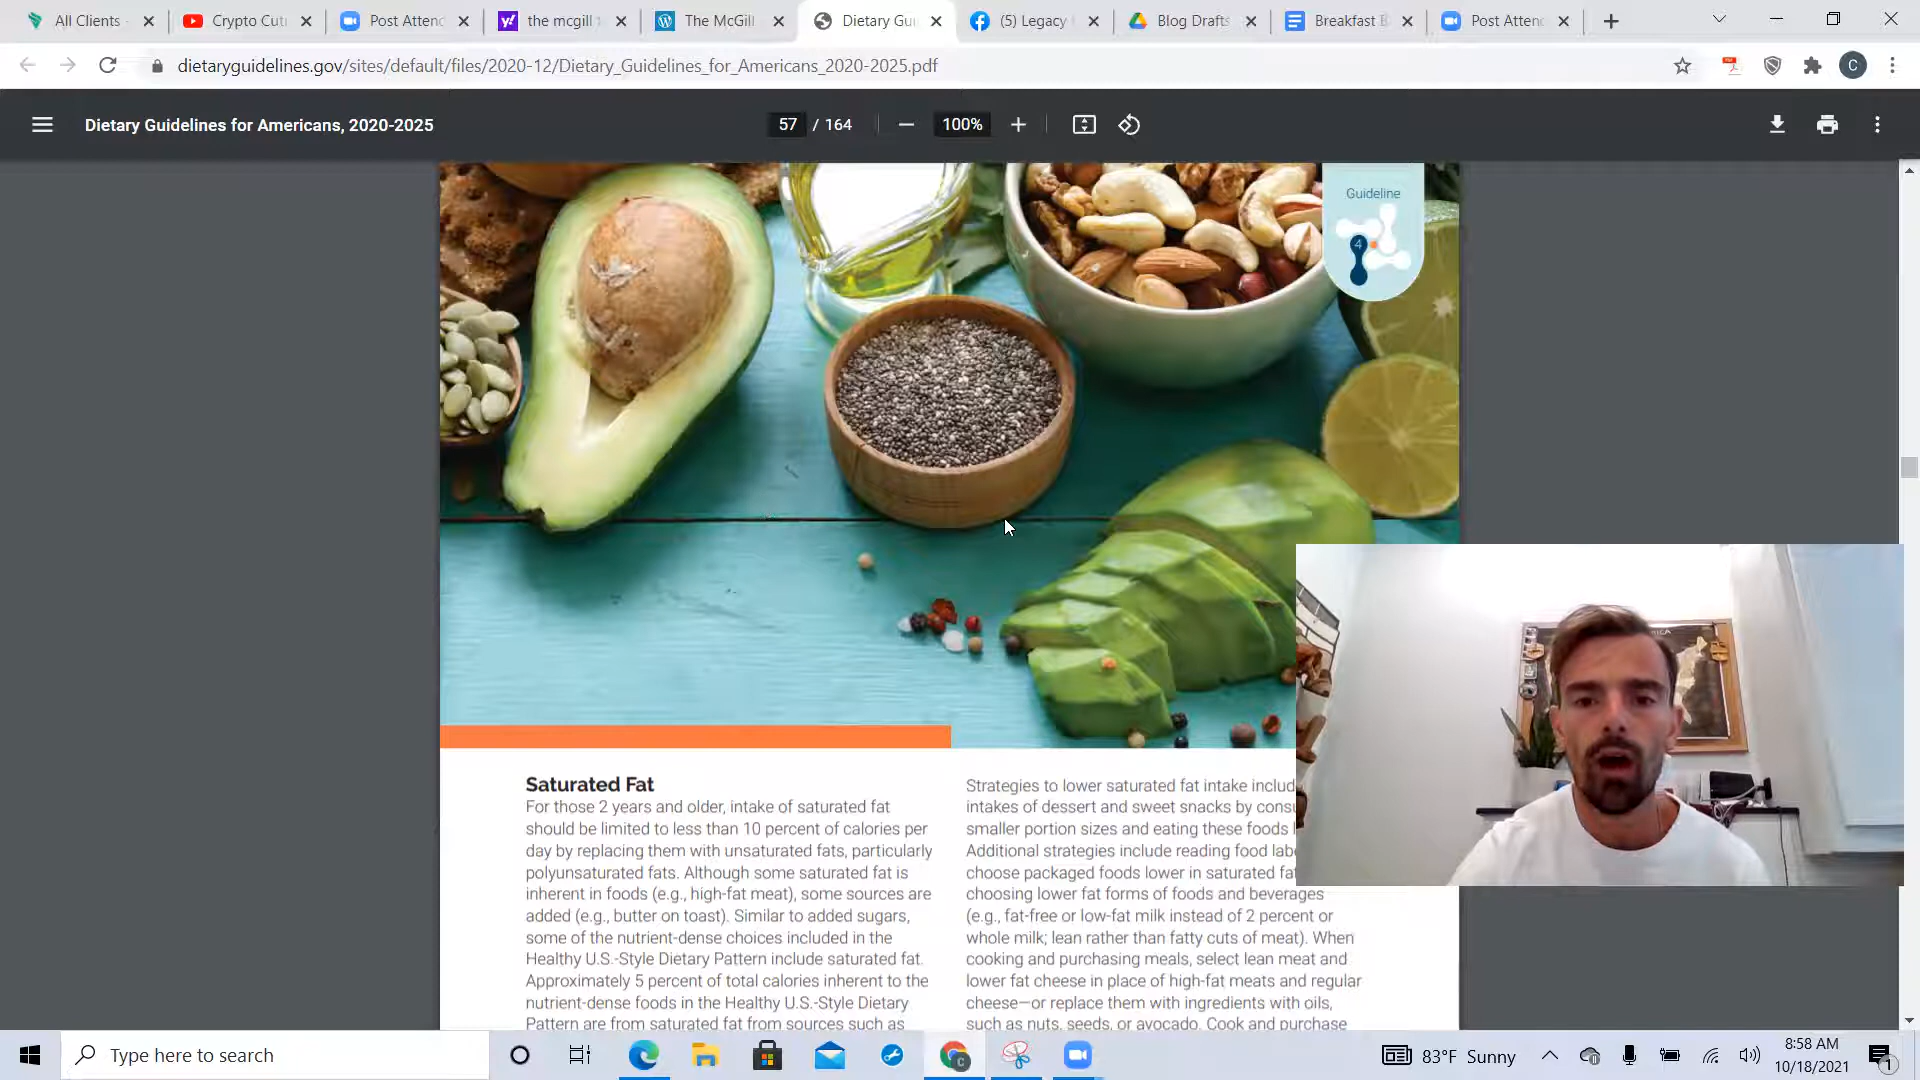 All Clients
Crypto Cut
Post Attend
the mcgill
The McGill
Dietary Gui
(5) Legacy
Blog Drafts
Breakfast B
Post Attend
dietaryguidelines.gov/sites/default/files/2020-12/Dietary_Guidelines_for_Americans_2020-2025.pdf
C
Dietary Guidelines for Americans, 2020-2025
57 / 164
100%
Guideline
4
Saturated Fat
For those 2 years and older, intake of saturated fat
should be limited to less than 10 percent of calories per
day by replacing them with unsaturated fats, particularly
polyunsaturated fats. Although some saturated fat is
inherent in foods (e.g., high-fat meat), some sources are
added (e.g., butter on toast). Similar to added sugars,
some of the nutrient-dense choices included in the
Healthy U.S.-Style Dietary Pattern include saturated fat.
Approximately 5 percent of total calories inherent to the
nutrient-dense foods in the Healthy U.S.-Style Dietary
Pattern are from saturated fat from sources such as
Strategies to lower saturated fat intake includ
intakes of dessert and sweet snacks by consu
smaller portion sizes and eating these foods
Additional strategies include reading food labe
choose packaged foods lower in saturated fat
choosing lower fat forms of foods and beverages
(e.g., fat-free or low-fat milk instead of 2 percent or
whole milk; lean rather than fatty cuts of meat). When
cooking and purchasing meals, select lean meat and
lower fat cheese in place of high-fat meats and regular
cheese—or replace them with ingredients with oils,
such as nuts, seeds, or avocado. Cook and purchase
Type here to search
83°F Sunny
8:58 AM
10/18/2021
1